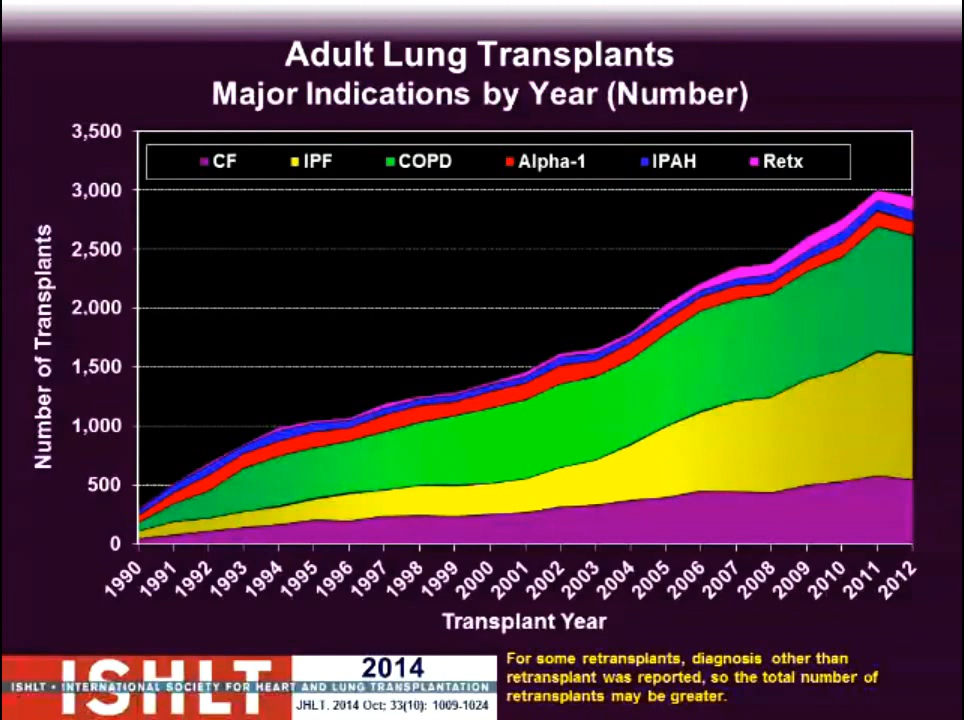 Adult Lung Transplants
Major Indications by Year (Number)
3,500
3,000
2,500
2,000
1,500
1,000
500
0
Number of Transplants
CF IPF COPD Alpha-1 IPAH Retx
1990 1991 1992 1993 1994 1995 1996 1997 1998 1999 2000 2001 2002 2003 2004 2005 2006 2007 2008 2009 2010 2011 2012
Transplant Year
ISHLT
ISHLT • INTERNATIONAL SOCIETY FOR HEART AND LUNG TRANSPLANTATION
2014
JHLT. 2014 Oct; 33(10): 1009-1024
For some retransplants, diagnosis other than
retransplant was reported, so the total number of
retransplants may be greater.